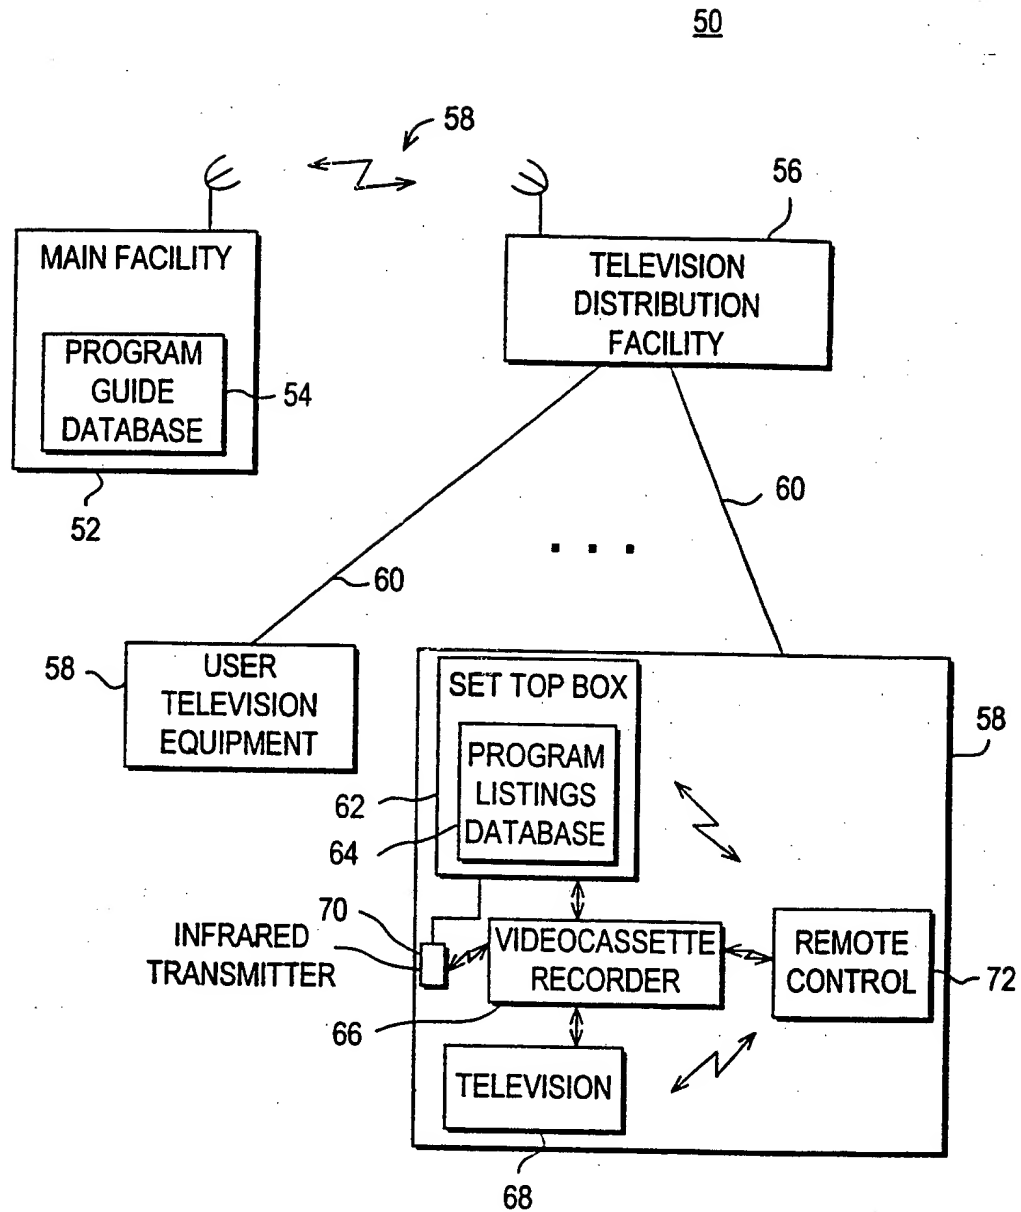 50
58
56
MAIN FACILITY
TELEVISION
DISTRIBUTION
FACILITY
PROGRAM
GUIDE
DATABASE
54
52
60
60
58
USER
TELEVISION
EQUIPMENT
SET TOP BOX
58
PROGRAM
LISTINGS
DATABASE
62
64
70
INFRARED
TRANSMITTER
VIDEOCASSETTE
RECORDER
REMOTE
CONTROL
72
66
TELEVISION
68